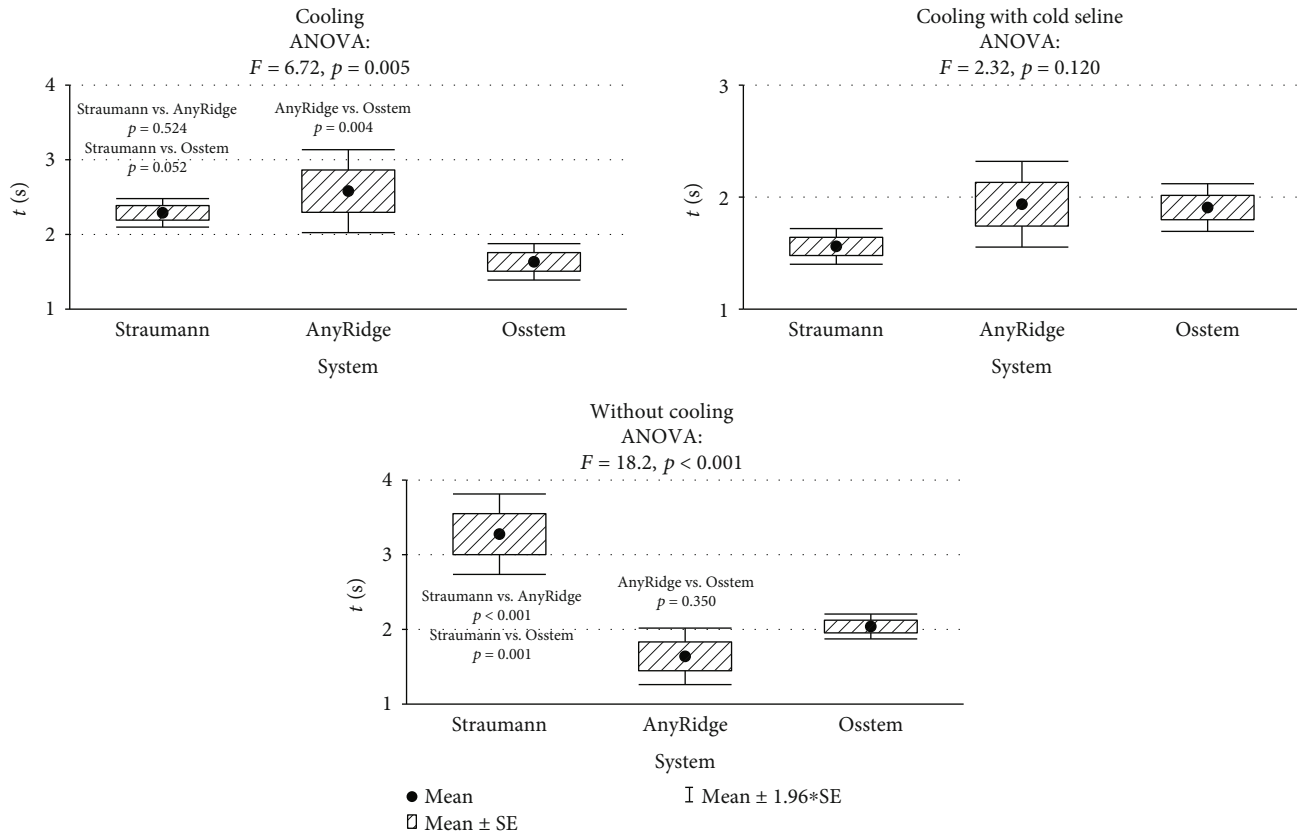 Cooling
ANOVA:
F = 6.72, p = 0.005
4
3
2
1
t (s)
Straumann vs. AnyRidge
p = 0.524
Straumann vs. Osstem
p = 0.052
AnyRidge vs. Osstem
p = 0.004
Straumann
AnyRidge
Osstem
System
Cooling with cold seline
ANOVA:
F = 2.32, p = 0.120
3
2
1
t (s)
Straumann
AnyRidge
Osstem
System
Without cooling
ANOVA:
F = 18.2, p < 0.001
4
3
2
1
t (s)
Straumann vs. AnyRidge
p < 0.001
Straumann vs. Osstem
p = 0.001
AnyRidge vs. Osstem
p = 0.350
Straumann
AnyRidge
Osstem
System
Mean
Mean ± SE
Mean ± 1.96*SE